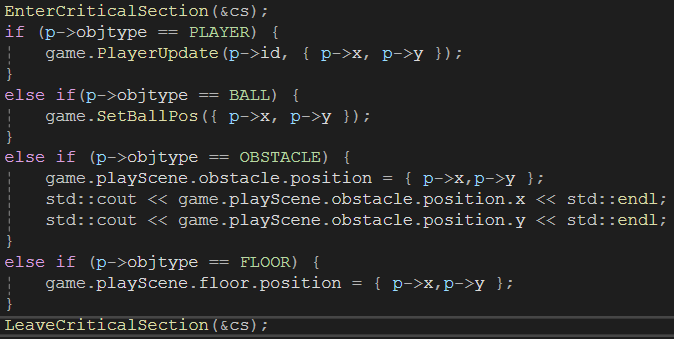 EnterCriticalSection(&cs);
if (p->objtype == PLAYER) {
    game.PlayerUpdate(p->id, { p->x, p->y });
}
else if(p->objtype == BALL) {
    game.SetBallPos({ p->x, p->y });
}
else if (p->objtype == OBSTACLE) {
    game.playScene.obstacle.position = { p->x,p->y };
    std::cout << game.playScene.obstacle.position.x << std::endl;
    std::cout << game.playScene.obstacle.position.y << std::endl;
}
else if (p->objtype == FLOOR) {
    game.playScene.floor.position = { p->x,p->y };
}
LeaveCriticalSection(&cs);